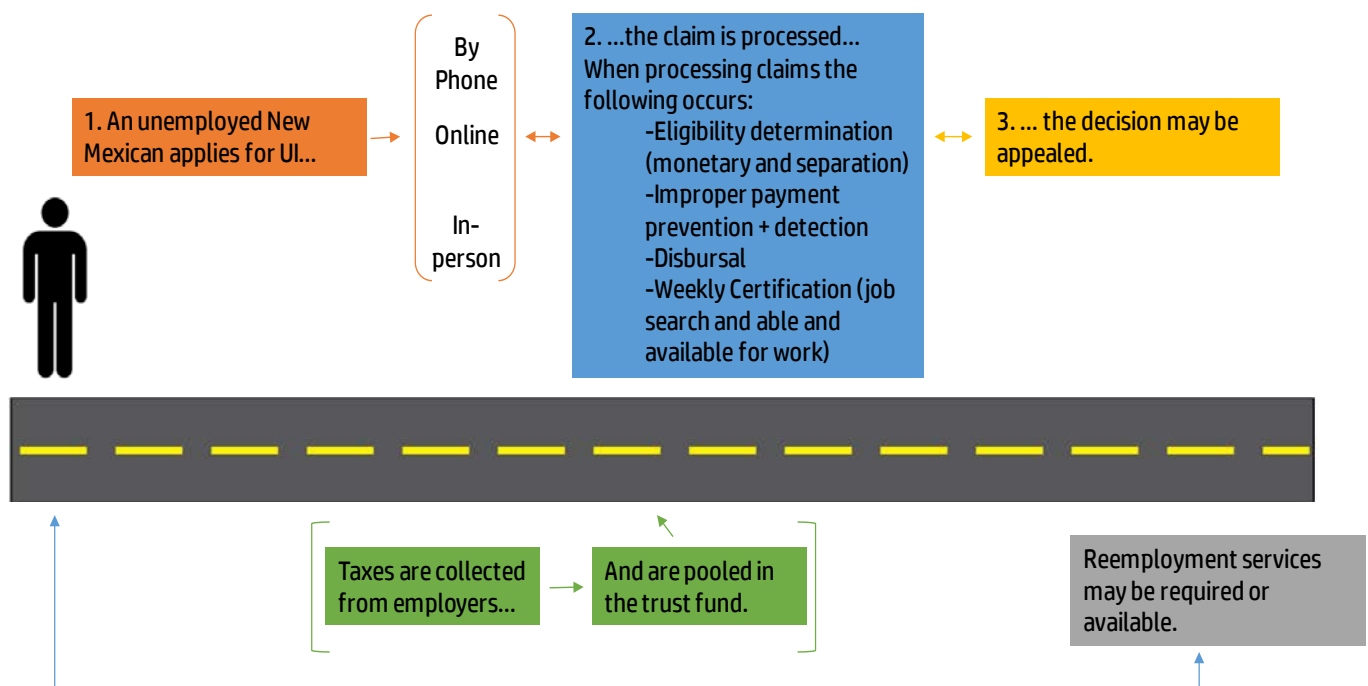 1. An unemployed New
Mexican applies for UI...
By
Phone
Online
In-
person
2. ...the claim is processed...
When processing claims the
following occurs:
-Eligibility determination
(monetary and separation)
-Improper payment
prevention + detection
-Disbursal
-Weekly Certification (job
search and able and
available for work)
3. ... the decision may be
appealed.
Taxes are collected
from employers...
And are pooled in
the trust fund.
Reemployment services
may be required or
available.